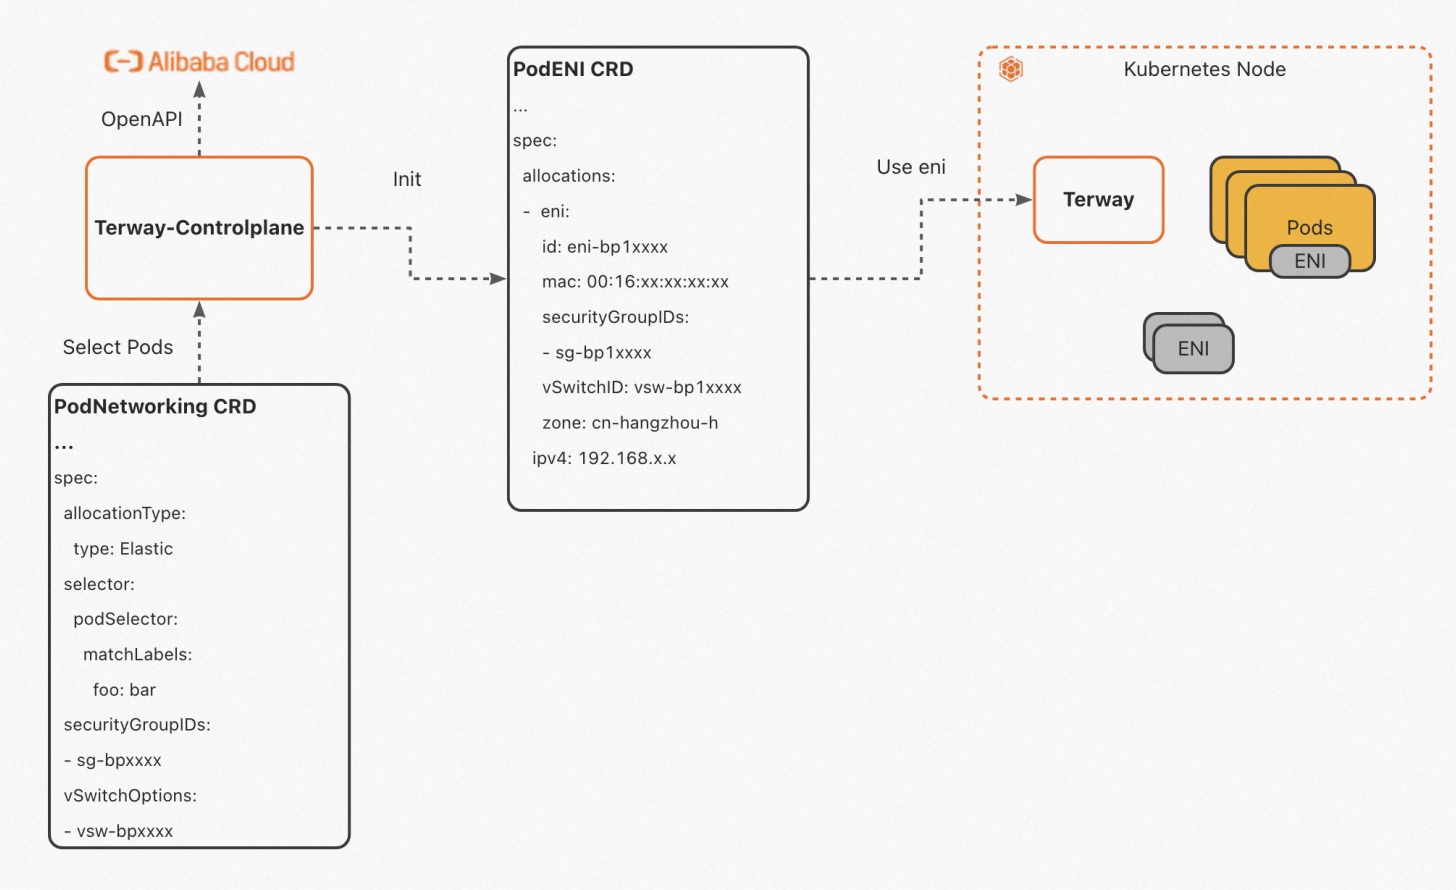 Alibaba Cloud
OpenAPI
Terway-Controlplane
Select Pods
PodNetworking CRD
...
spec:
allocationType:
type: Elastic
selector:
podSelector:
matchLabels:
foo: bar
securityGroupIDs:
- sg-bpxxxx
vSwitchOptions:
- vsw-bpxxxx
Init
PodENI CRD
...
spec:
allocations:
- eni:
id: eni-bp1xxxx
mac: 00:16:xx:xx:xx:xx
securityGroupIDs:
- sg-bp1xxxx
vSwitchID: vsw-bp1xxxx
zone: cn-hangzhou-h
ipv4: 192.168.x.x
Use eni
Kubernetes Node
Terway
Pods
ENI
ENI